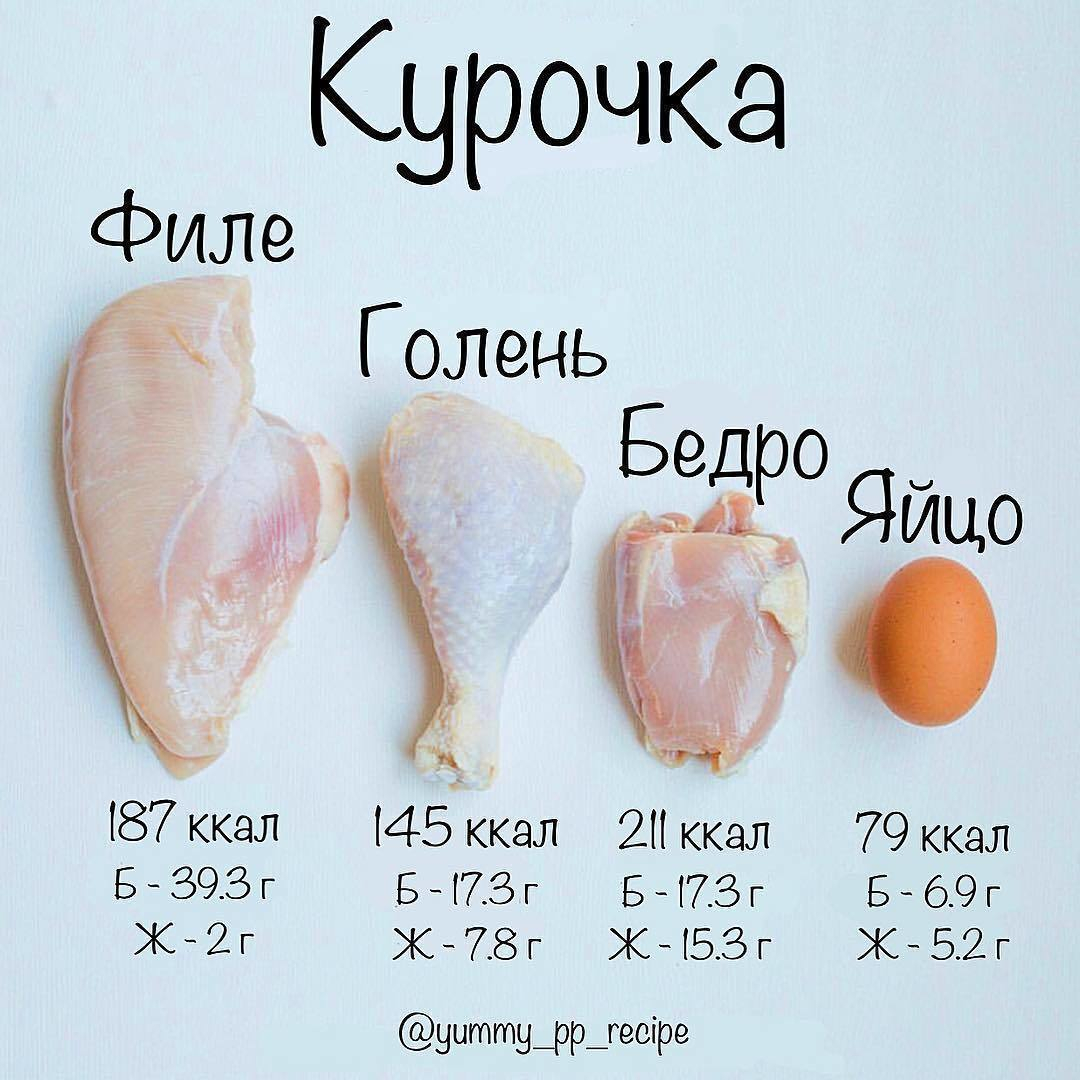 Курочка
Филе
Голень
Бедро
Яйцо
187 ккал
Б - 39.3 г
Ж - 2 г
145 ккал
Б - 17.3 г
Ж - 7.8 г
211 ккал
Б - 17.3 г
Ж - 15.3 г
79 ккал
Б - 6.9 г
Ж - 5.2 г
@yummy_pp_recipe